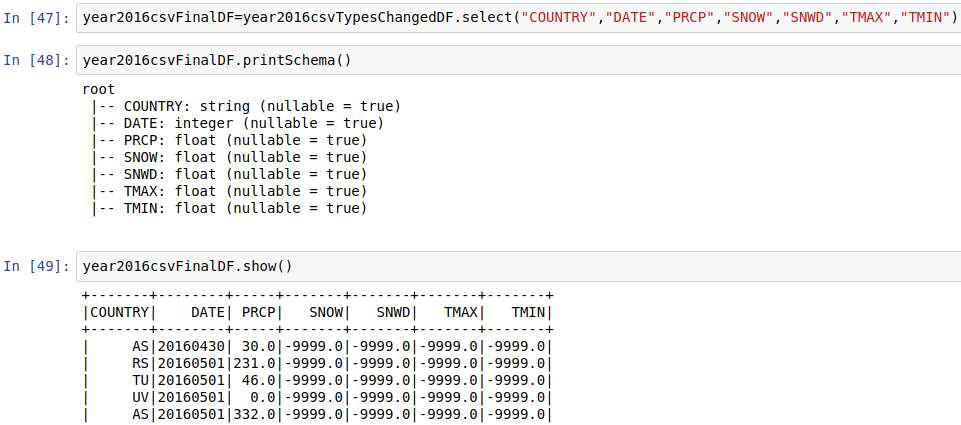 In [47]: year2016csvFinalDF=year2016csvTypesChangedDF.select("COUNTRY","DATE","PRCP","SNOW","SNWD","TMAX","TMIN")
In [48]: year2016csvFinalDF.printSchema()
root
 |-- COUNTRY: string (nullable = true)
 |-- DATE: integer (nullable = true)
 |-- PRCP: float (nullable = true)
 |-- SNOW: float (nullable = true)
 |-- SNWD: float (nullable = true)
 |-- TMAX: float (nullable = true)
 |-- TMIN: float (nullable = true)
In [49]: year2016csvFinalDF.show()
+-------+--------+-----+-------+-------+-------+-------+
|COUNTRY|    DATE| PRCP|   SNOW|   SNWD|   TMAX|   TMIN|
+-------+--------+-----+-------+-------+-------+-------+
|     AS|20160430| 30.0|-9999.0|-9999.0|-9999.0|-9999.0|
|     RS|20160501|231.0|-9999.0|-9999.0|-9999.0|-9999.0|
|     TU|20160501| 46.0|-9999.0|-9999.0|-9999.0|-9999.0|
|     UV|20160501|  0.0|-9999.0|-9999.0|-9999.0|-9999.0|
|     AS|20160501|332.0|-9999.0|-9999.0|-9999.0|-9999.0|